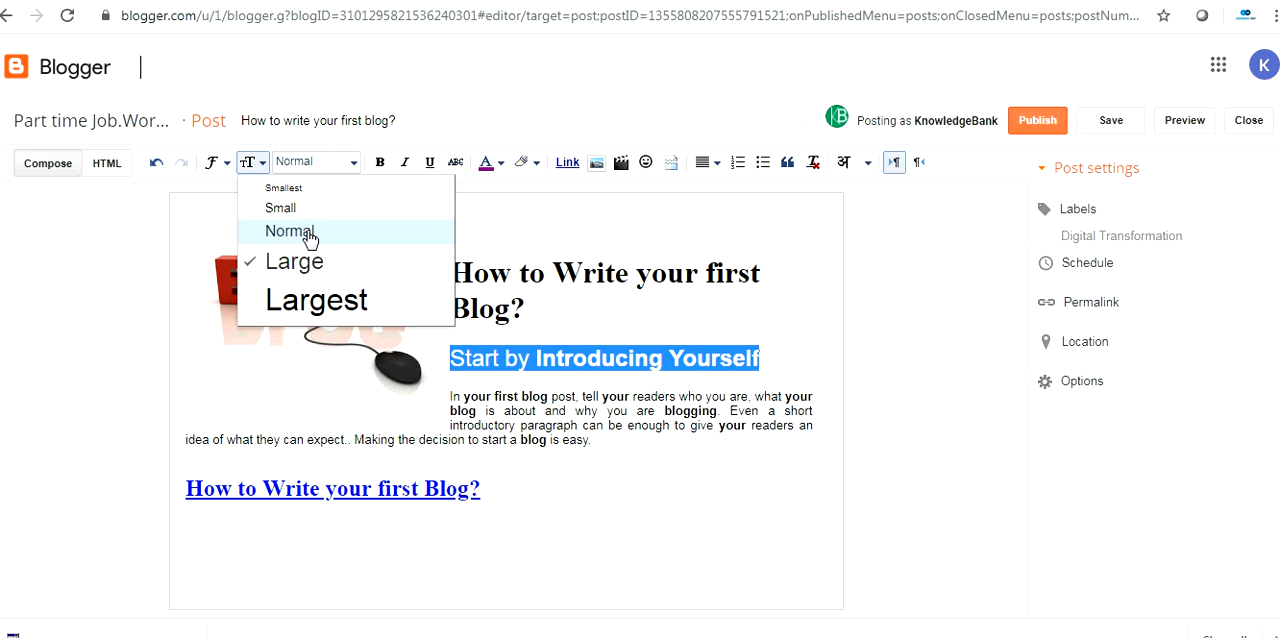 blogger.com/u/1/blogger.g?blogID=3101295821536240301#editor/target=post;postID=1355808207555791521;onPublishedMenu=posts;onClosedMenu=posts;postNum...
Blogger
K
Part time Job.Wor... · Post How to write your first blog?
KB Posting as KnowledgeBank Publish Save Preview Close
Compose HTML Normal B I U ABC A Link अ
Post settings
Smallest
Small
Normal
Large
Largest
Labels
Digital Transformation
Schedule
Permalink
Location
Options
How to Write your first
Blog?
Start by Introducing Yourself
In your first blog post, tell your readers who you are, what your
blog is about and why you are blogging. Even a short
introductory paragraph can be enough to give your readers an
idea of what they can expect.. Making the decision to start a blog is easy.
How to Write your first Blog?